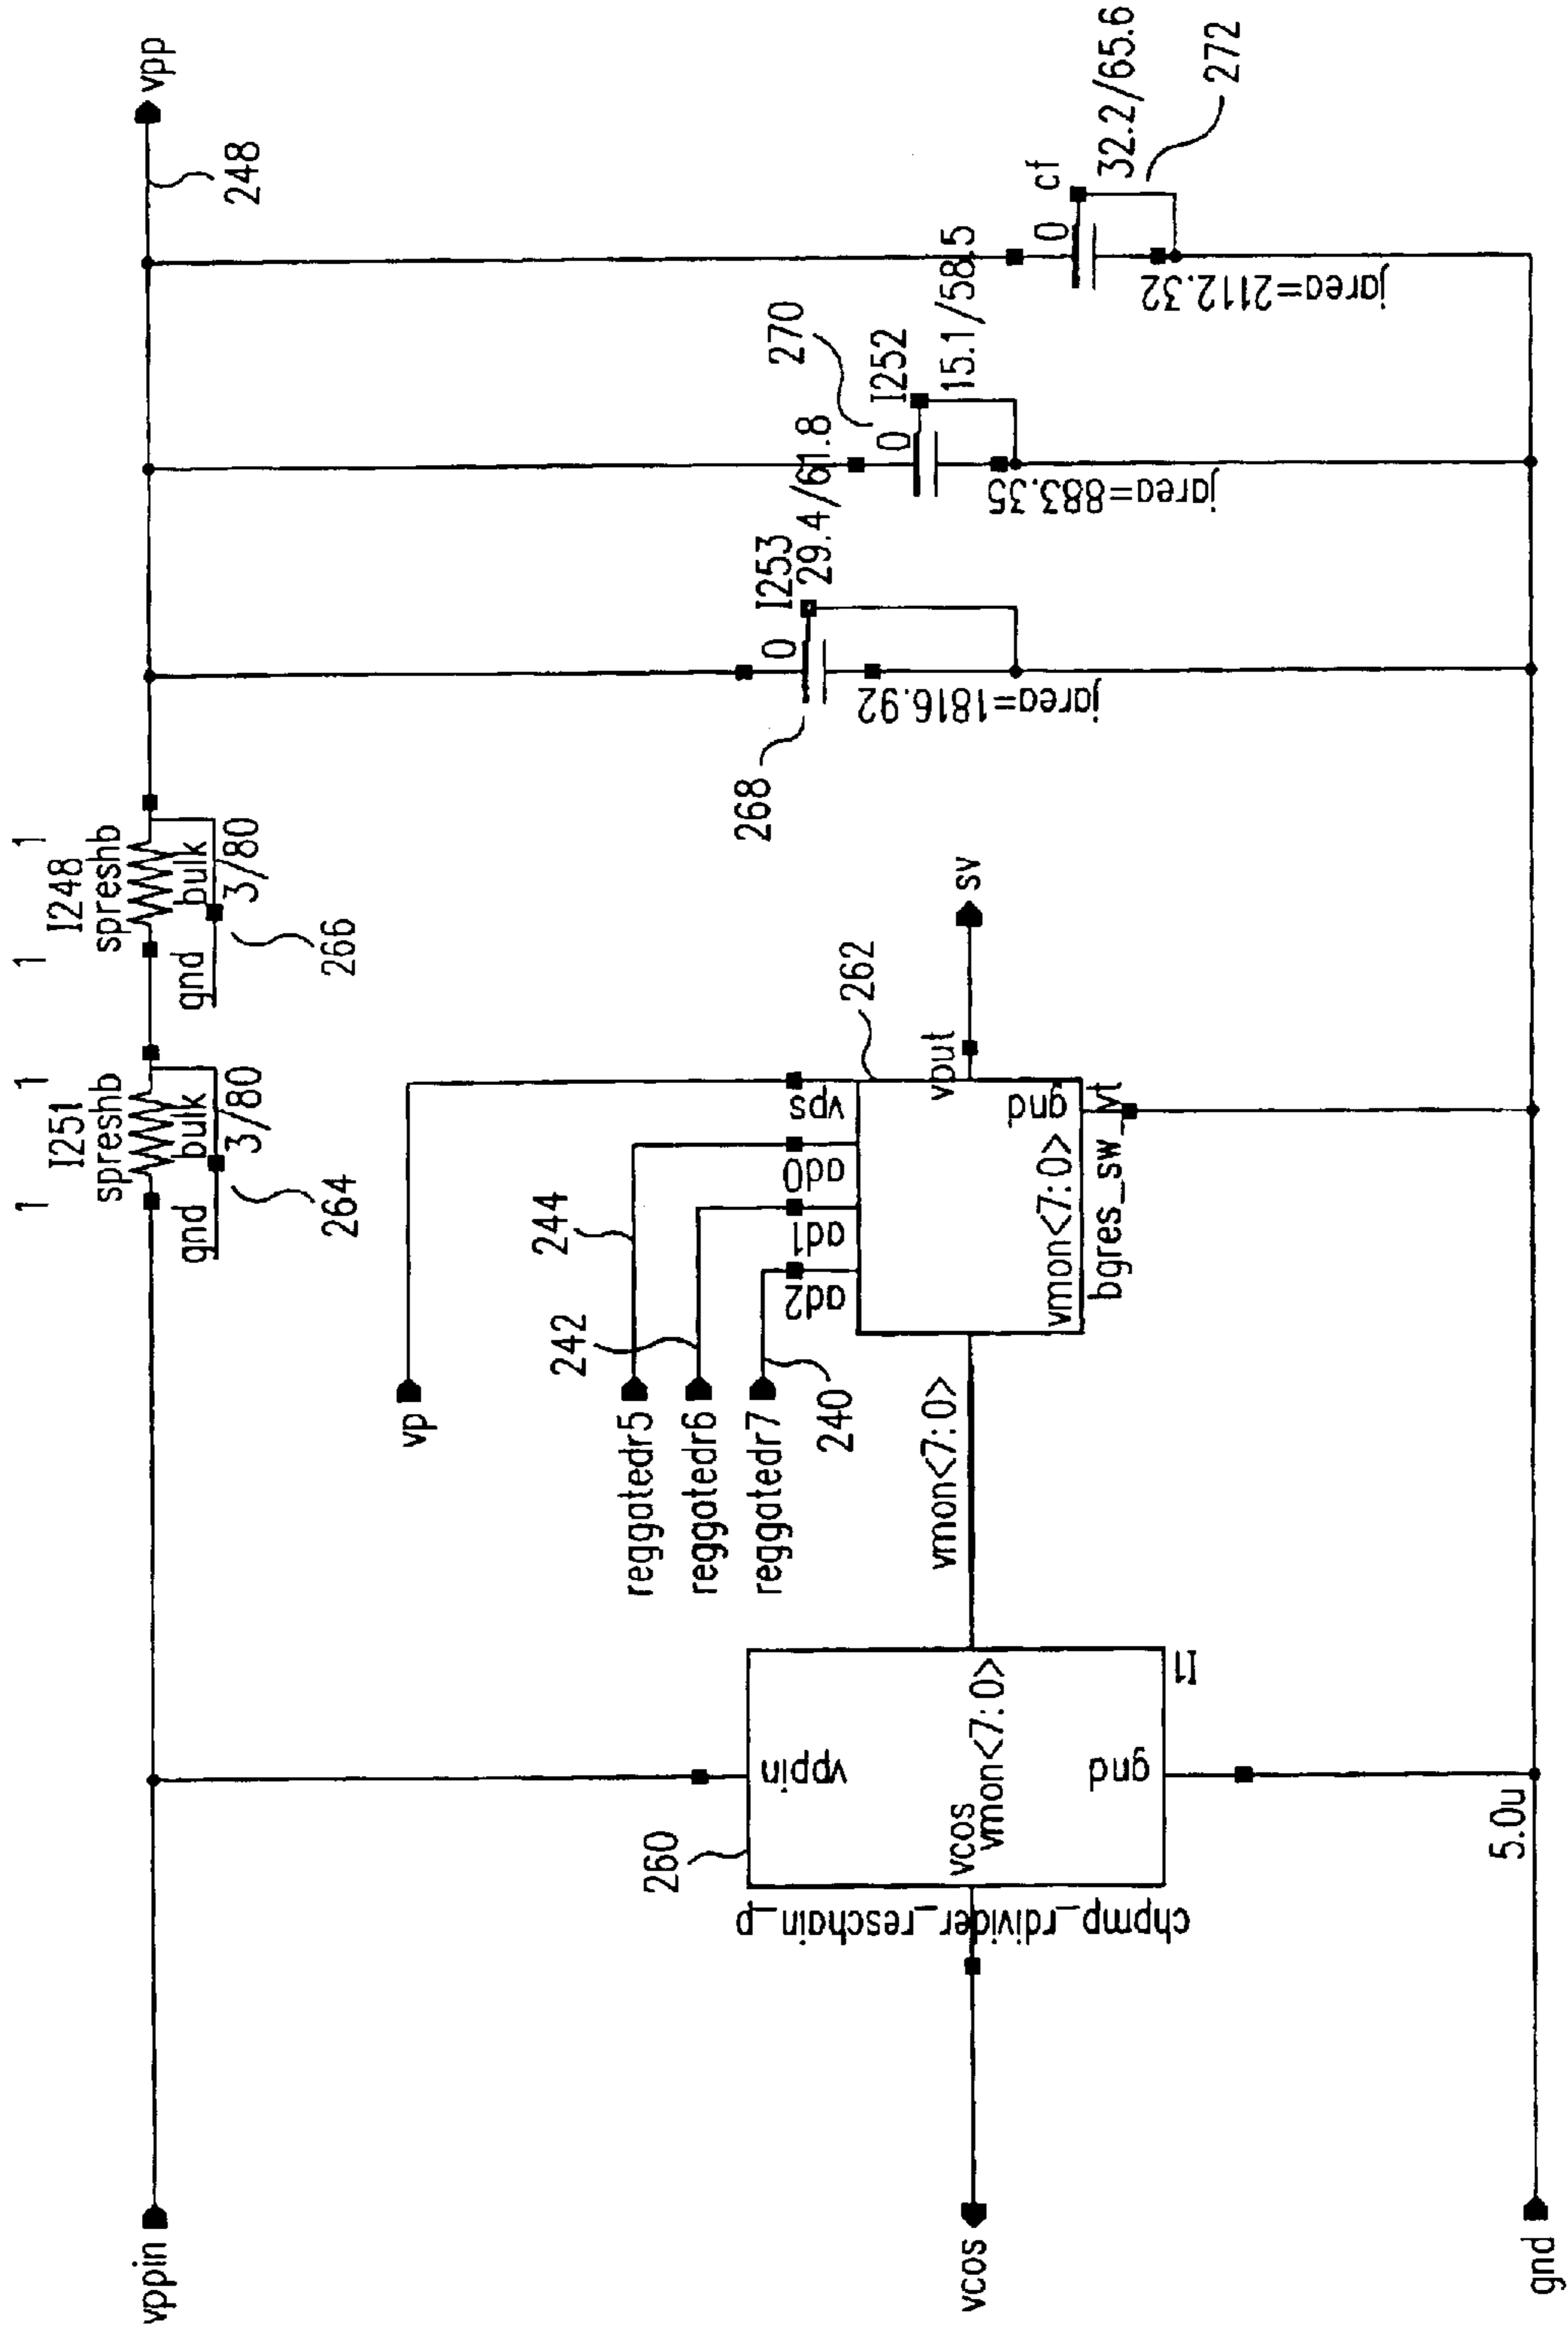 vppin
vcos
gnd
I251
1 1
spreshb
bulk
gnd
3/80
264
I248
1 1
spreshb
bulk
gnd
3/80
266
248
vpp
vp
reggatedr5
reggatedr6
reggatedr7
244
242
240
260
vppin
vcos
vmon<7:0>
gnd
I1
chpmp_rdivider_reschain_p
5.0u
vmon<7:0>
262
vps
ad0
ad1
ad2
vout
gnd
vmon<7:0>
bgres_sw_vt
sv
268
I253
0
29.4/61.8
jarea=1816.92
270
I252
0
15.1/58.5
jarea=883.35
cf
0
32.2/65.6
272
jarea=2112.32